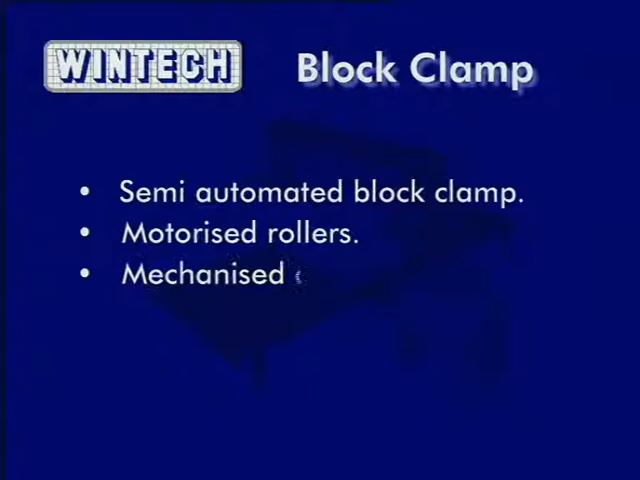 WINTECH
Block Clamp
• Semi automated block clamp.
• Motorised rollers.
• Mechanised